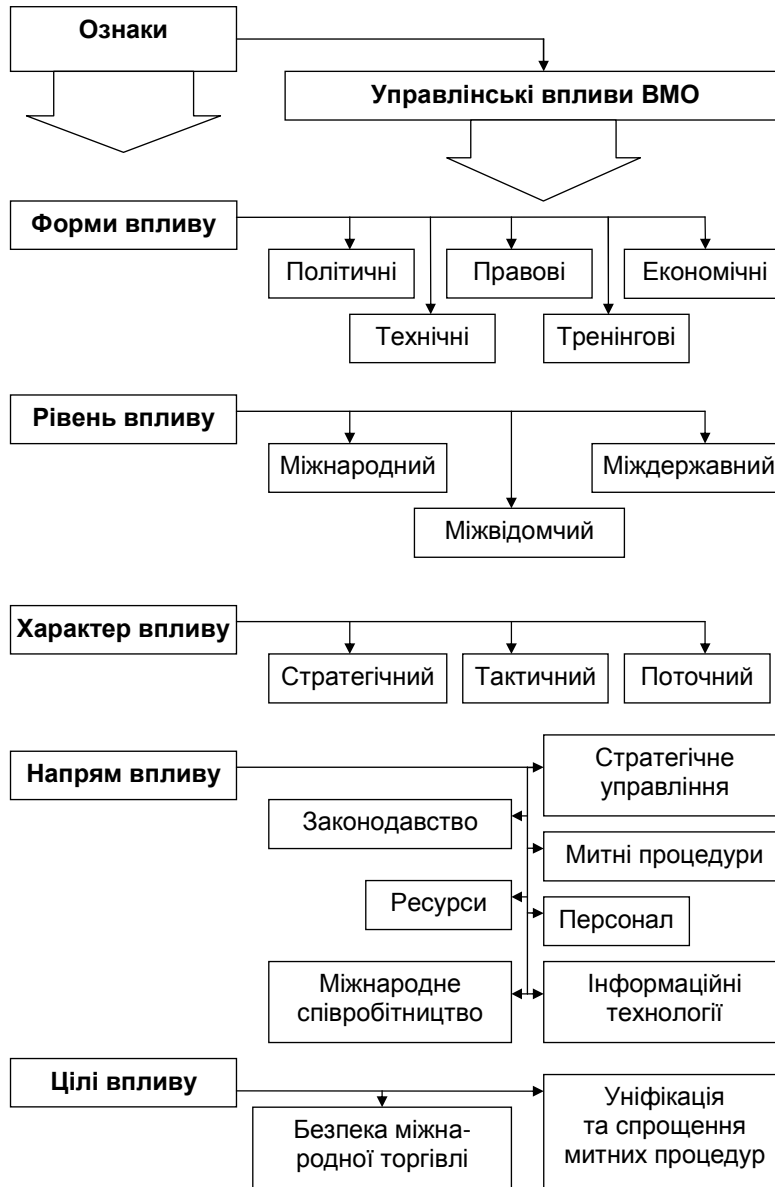 Ознаки
Управлінські впливи ВМО
Форми впливу
Політичні
Правові
Економічні
Технічні
Тренінгові
Рівень впливу
Міжнародний
Міждержавний
Міжвідомчий
Характер впливу
Стратегічний
Тактичний
Поточний
Напрям впливу
Стратегічне
управління
Законодавство
Митні процедури
Ресурси
Персонал
Міжнародне
співробітництво
Інформаційні
технології
Цілі впливу
Безпека міжна-
родної торгівлі
Уніфікація
та спрощення
митних процедур